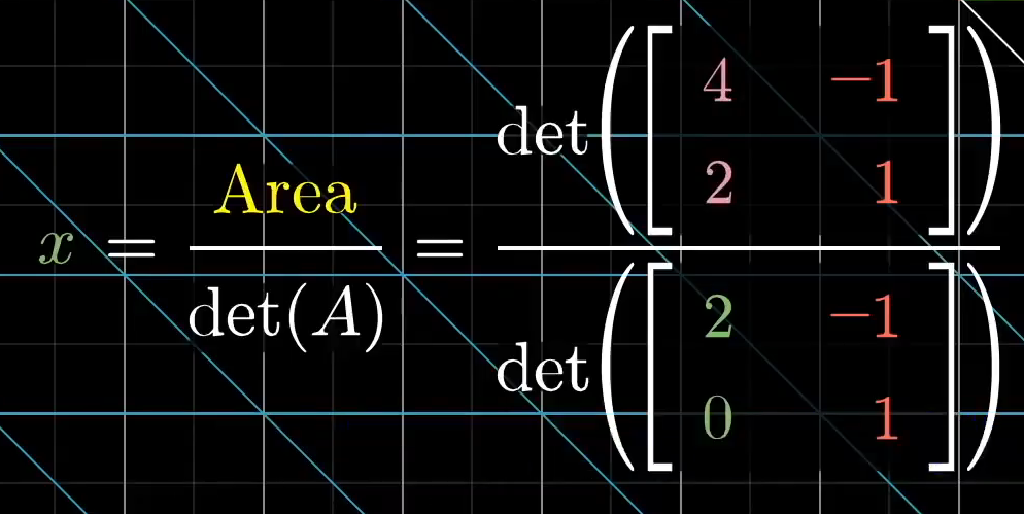 x = Area / det(A) = det([4 -1; 2 1]) / det([2 -1; 0 1])